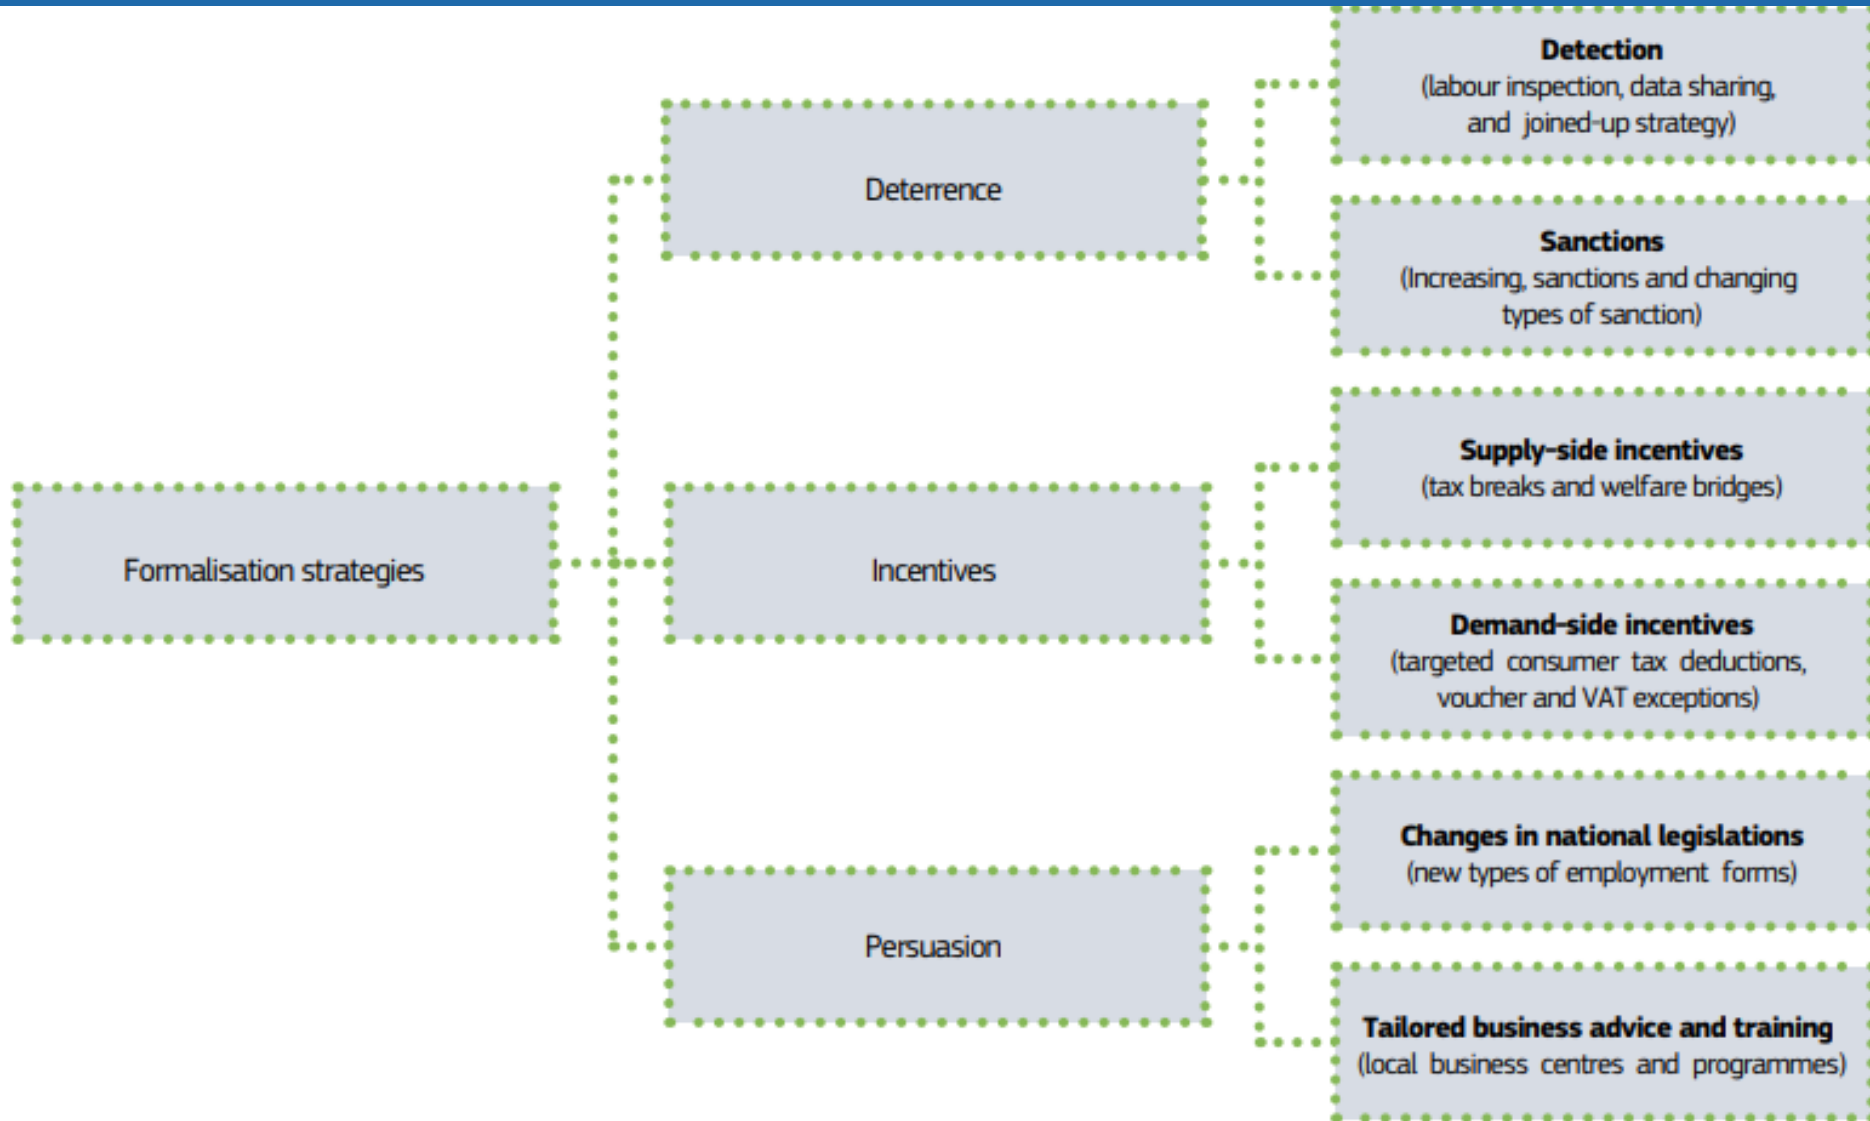 Detection
(labour inspection, data sharing,
and joined-up strategy)
Deterrence
Sanctions
(Increasing, sanctions and changing
types of sanction)
Supply-side incentives
(tax breaks and welfare bridges)
Formalisation strategies
Incentives
Demand-side incentives
(targeted consumer tax deductions,
voucher and VAT exceptions)
Changes in national legislations
(new types of employment forms)
Persuasion
Tailored business advice and training
(local business centres and programmes)